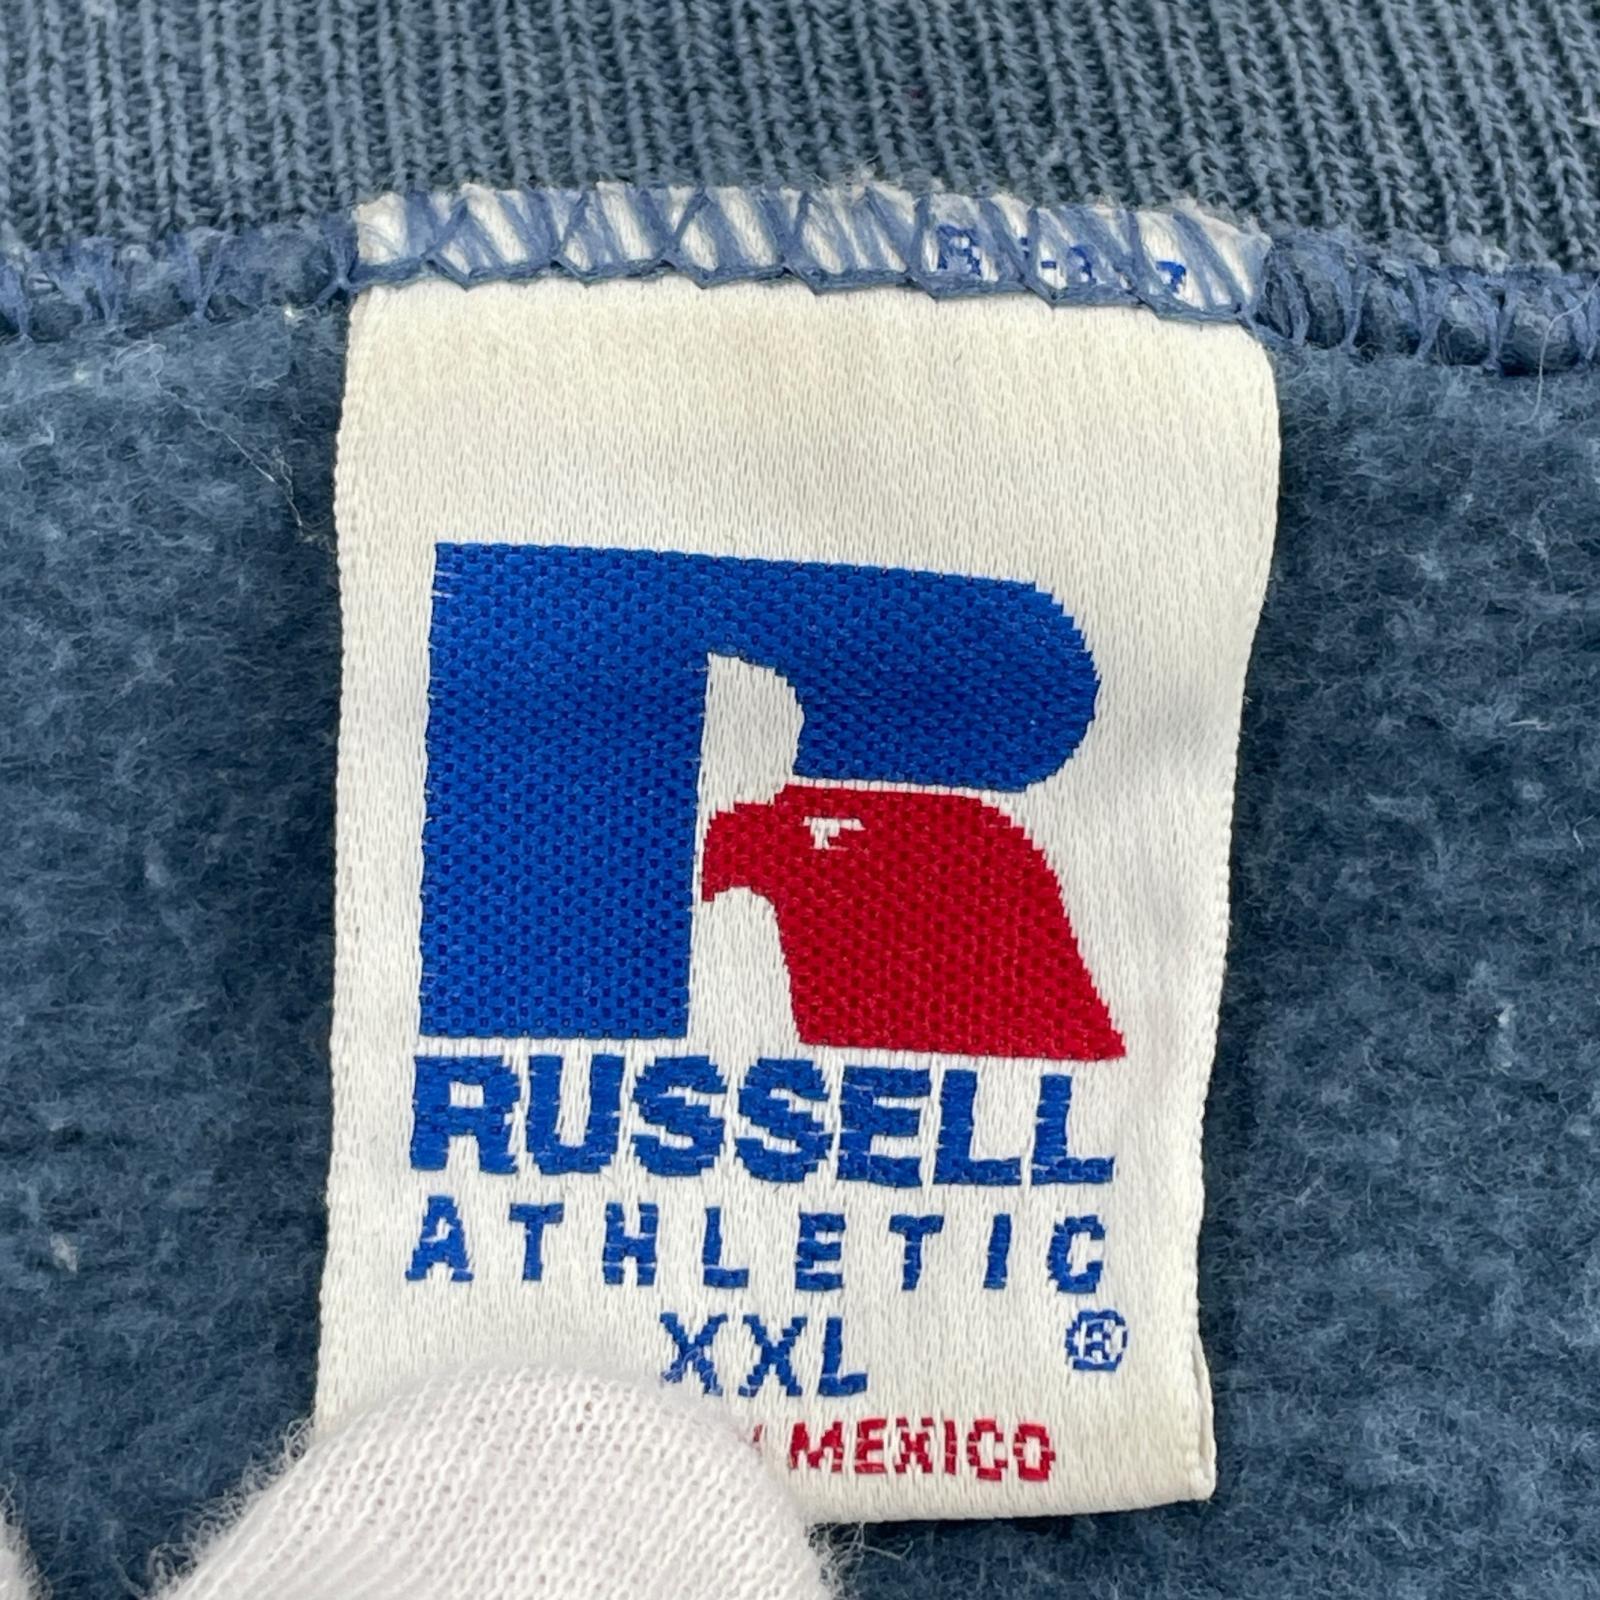 RUSSELL
ATHLETIC
XXL ®
MEXICO